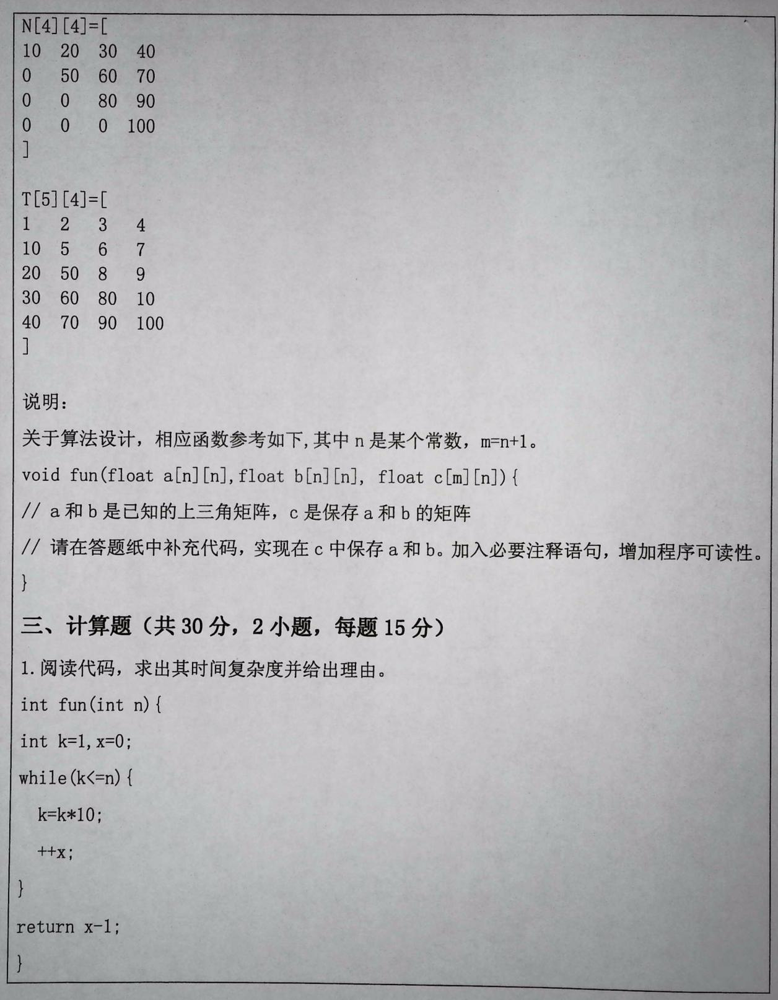 N[4][4]=[
10 20 30 40
0 50 60 70
0 0 80 90
0 0 0 100
]
T[5][4]=[
1 2 3 4
10 5 6 7
20 50 8 9
30 60 80 10
40 70 90 100
]
说明：
关于算法设计，相应函数参考如下,其中 n 是某个常数，m=n+1。
void fun(float a[n][n],float b[n][n], float c[m][n]){
// a 和 b 是已知的上三角矩阵，c 是保存 a 和 b 的矩阵
// 请在答题纸中补充代码，实现在 c 中保存 a 和 b。加入必要注释语句，增加程序可读性。
}
三、计算题（共 30 分，2 小题，每题 15 分）
1.阅读代码，求出其时间复杂度并给出理由。
int fun(int n){
int k=1,x=0;
while(k<=n){
k=k*10;
++x;
}
return x-1;
}